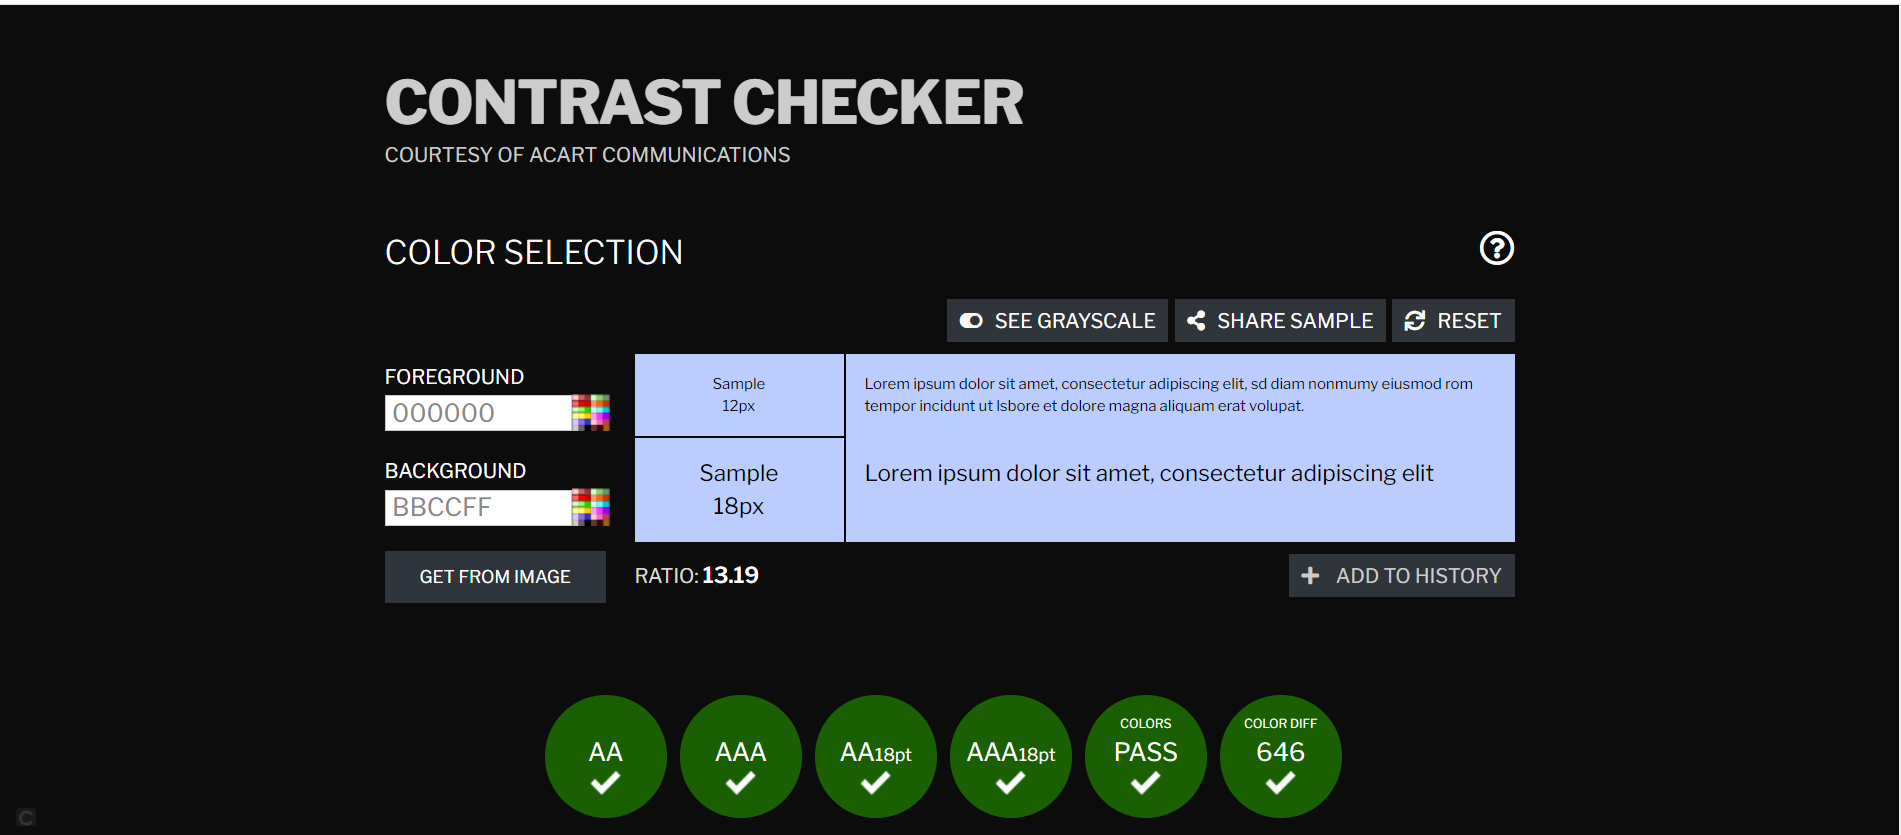 CONTRAST CHECKER
COURTESY OF ACART COMMUNICATIONS
COLOR SELECTION
?
SEE GRAYSCALE
SHARE SAMPLE
RESET
FOREGROUND
000000
BACKGROUND
BBCCFF
GET FROM IMAGE
Sample
12px
Lorem ipsum dolor sit amet, consectetur adipiscing elit, sd diam nonmumy eiusmod rom
tempor incidunt ut lsbore et dolore magna aliquam erat volupat.
Sample
18px
Lorem ipsum dolor sit amet, consectetur adipiscing elit
RATIO: 13.19
ADD TO HISTORY
AA
AAA
AA18pt
AAA18pt
COLORS
PASS
COLOR DIFF
646
C